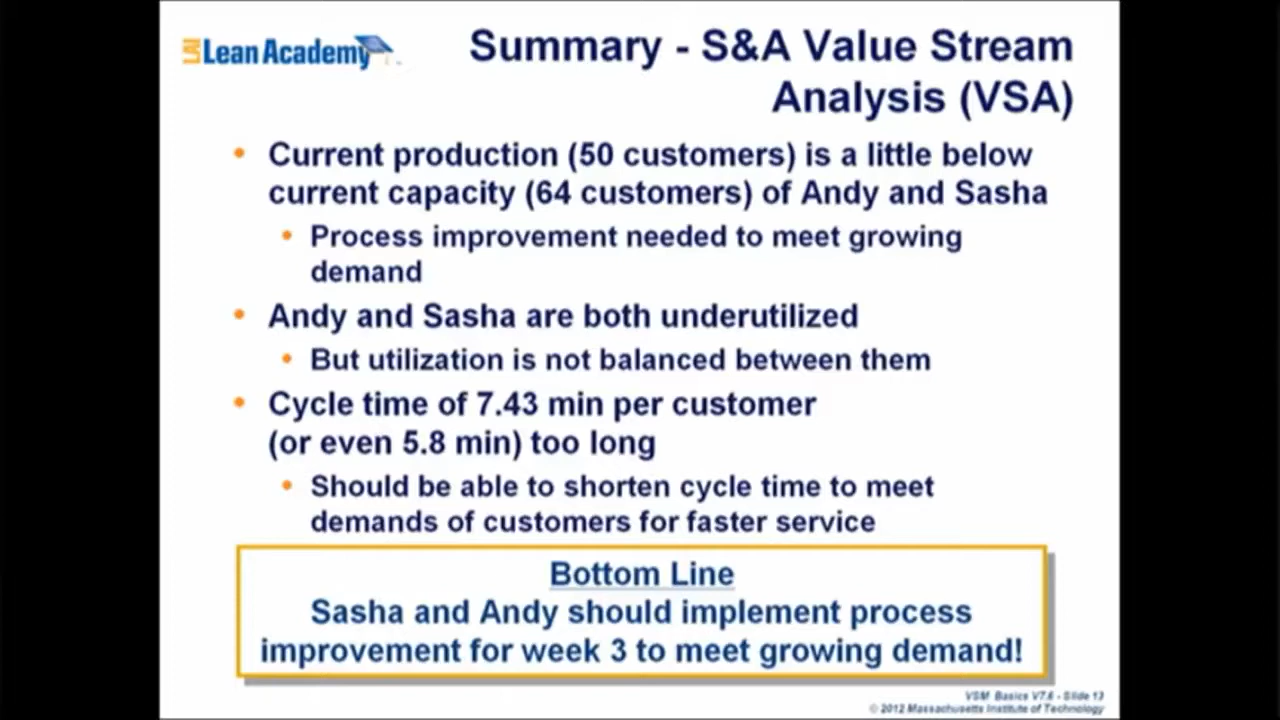 LAI Lean Academy
Summary - S&A Value Stream
Analysis (VSA)
• Current production (50 customers) is a little below
current capacity (64 customers) of Andy and Sasha
• Process improvement needed to meet growing
demand
• Andy and Sasha are both underutilized
• But utilization is not balanced between them
• Cycle time of 7.43 min per customer
(or even 5.8 min) too long
• Should be able to shorten cycle time to meet
demands of customers for faster service
Bottom Line
Sasha and Andy should implement process
improvement for week 3 to meet growing demand!
VSM Basics V7.6 - Slide 13
© 2012 Massachusetts Institute of Technology